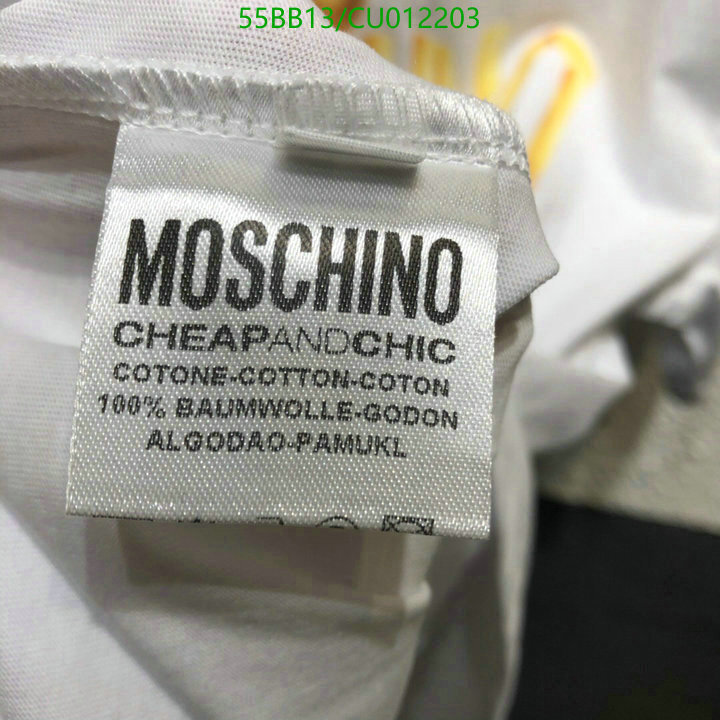 55BB13/CU012203
MOSCHINO
CHEAPANDCHIC
COTONE-COTTON-COTON
100% BAUMWOLLE-GODON
ALGODAO-PAMUKL